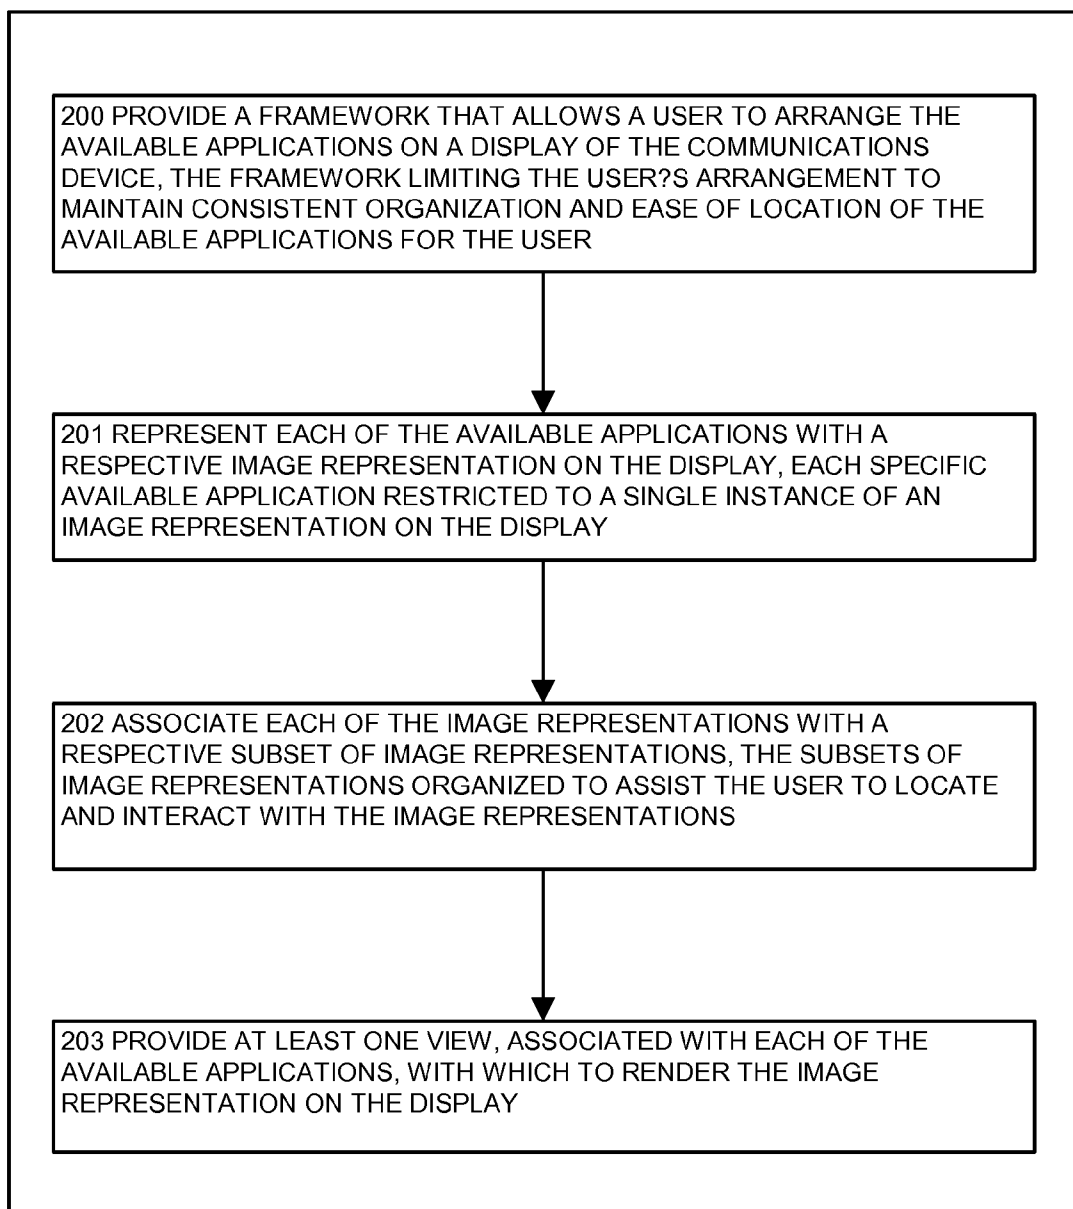 200 PROVIDE A FRAMEWORK THAT ALLOWS A USER TO ARRANGE THE
AVAILABLE APPLICATIONS ON A DISPLAY OF THE COMMUNICATIONS
DEVICE, THE FRAMEWORK LIMITING THE USER?S ARRANGEMENT TO
MAINTAIN CONSISTENT ORGANIZATION AND EASE OF LOCATION OF THE
AVAILABLE APPLICATIONS FOR THE USER
201 REPRESENT EACH OF THE AVAILABLE APPLICATIONS WITH A
RESPECTIVE IMAGE REPRESENTATION ON THE DISPLAY, EACH SPECIFIC
AVAILABLE APPLICATION RESTRICTED TO A SINGLE INSTANCE OF AN
IMAGE REPRESENTATION ON THE DISPLAY
202 ASSOCIATE EACH OF THE IMAGE REPRESENTATIONS WITH A
RESPECTIVE SUBSET OF IMAGE REPRESENTATIONS, THE SUBSETS OF
IMAGE REPRESENTATIONS ORGANIZED TO ASSIST THE USER TO LOCATE
AND INTERACT WITH THE IMAGE REPRESENTATIONS
203 PROVIDE AT LEAST ONE VIEW, ASSOCIATED WITH EACH OF THE
AVAILABLE APPLICATIONS, WITH WHICH TO RENDER THE IMAGE
REPRESENTATION ON THE DISPLAY